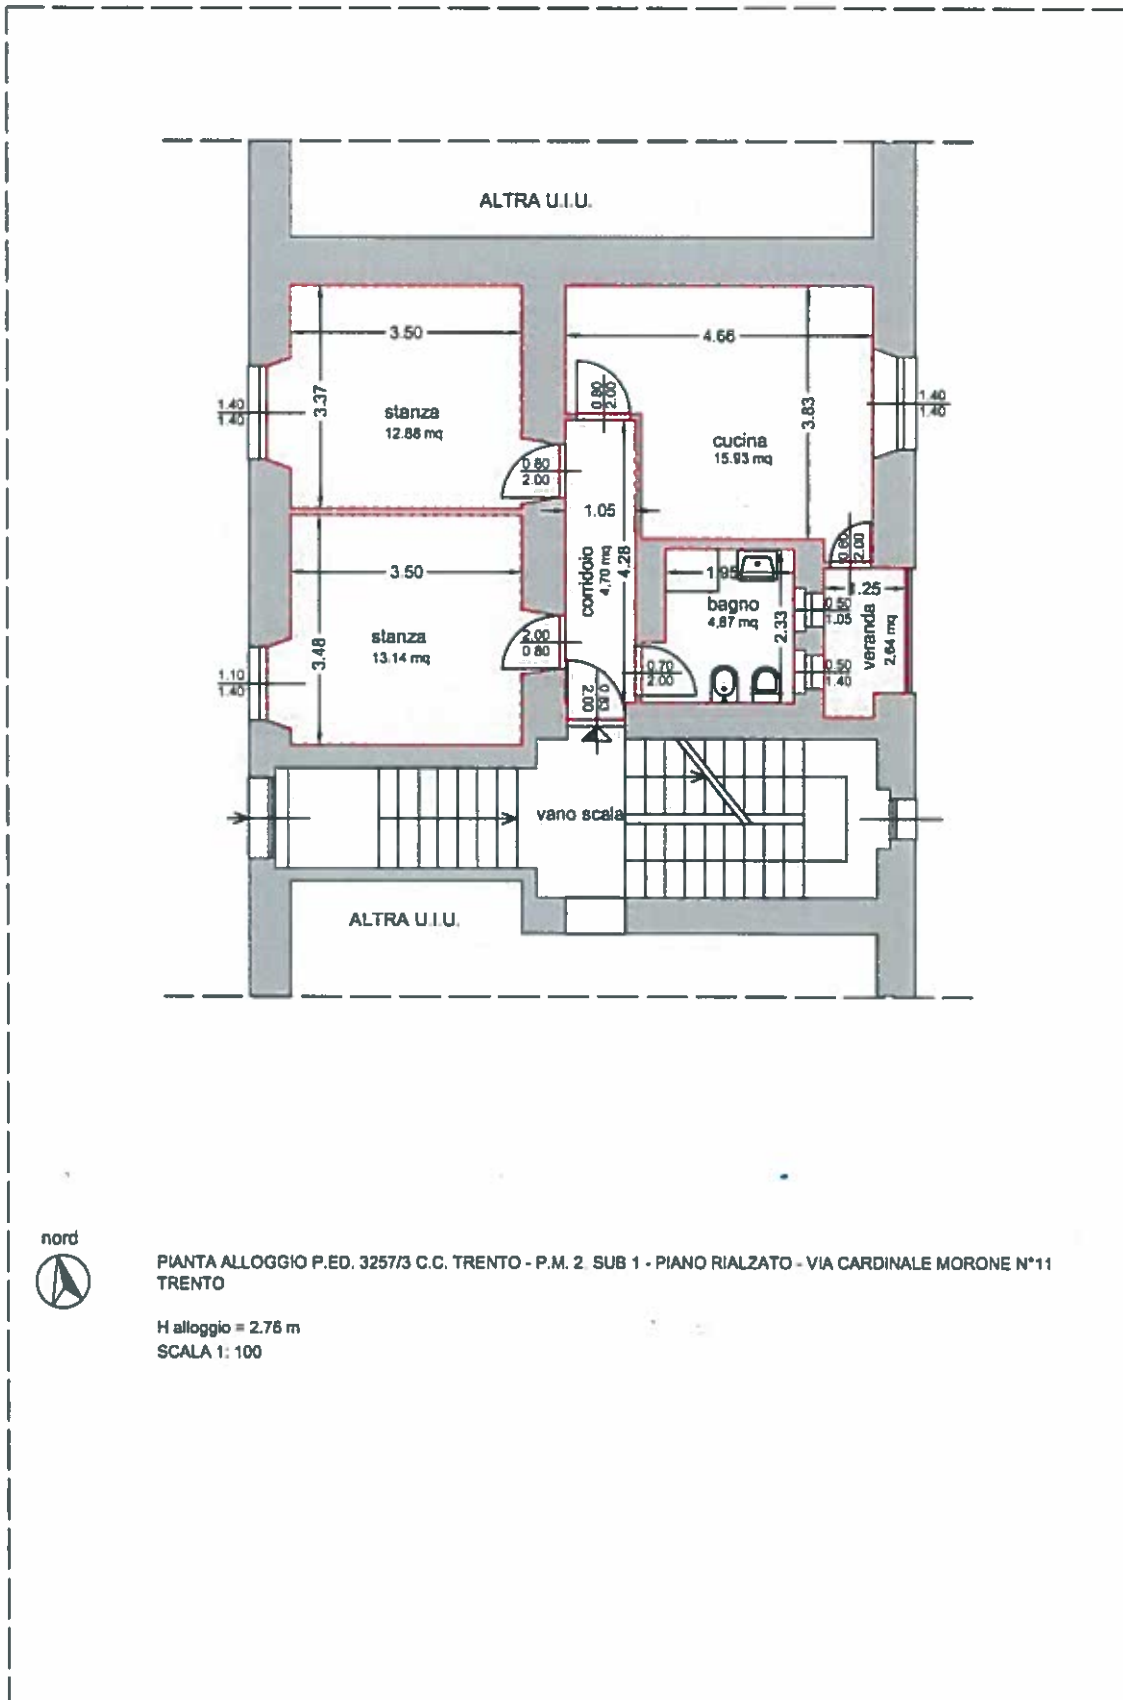 ALTRA U.I.U.
3.50
4.66
3.37
3.83
0.80
2.00
1.40
1.40
1.40
1.40
stanza
12.88 mq
cucina
15.93 mq
0.80
2.00
1.05
corridoio
4.70 mq
4.28
0.60
2.00
3.50
1.95
1.25
bagno
4.87 mq
2.33
0.50
1.05
veranda
2.64 mq
stanza
13.14 mq
3.48
2.00
0.80
0.70
2.00
0.50
1.40
1.10
1.40
2.00
vano scala
ALTRA U.I.U.
nord
PIANTA ALLOGGIO P.ED. 3257/3 C.C. TRENTO - P.M. 2 SUB 1 - PIANO RIALZATO - VIA CARDINALE MORONE N°11
TRENTO
H alloggio = 2.76 m
SCALA 1: 100